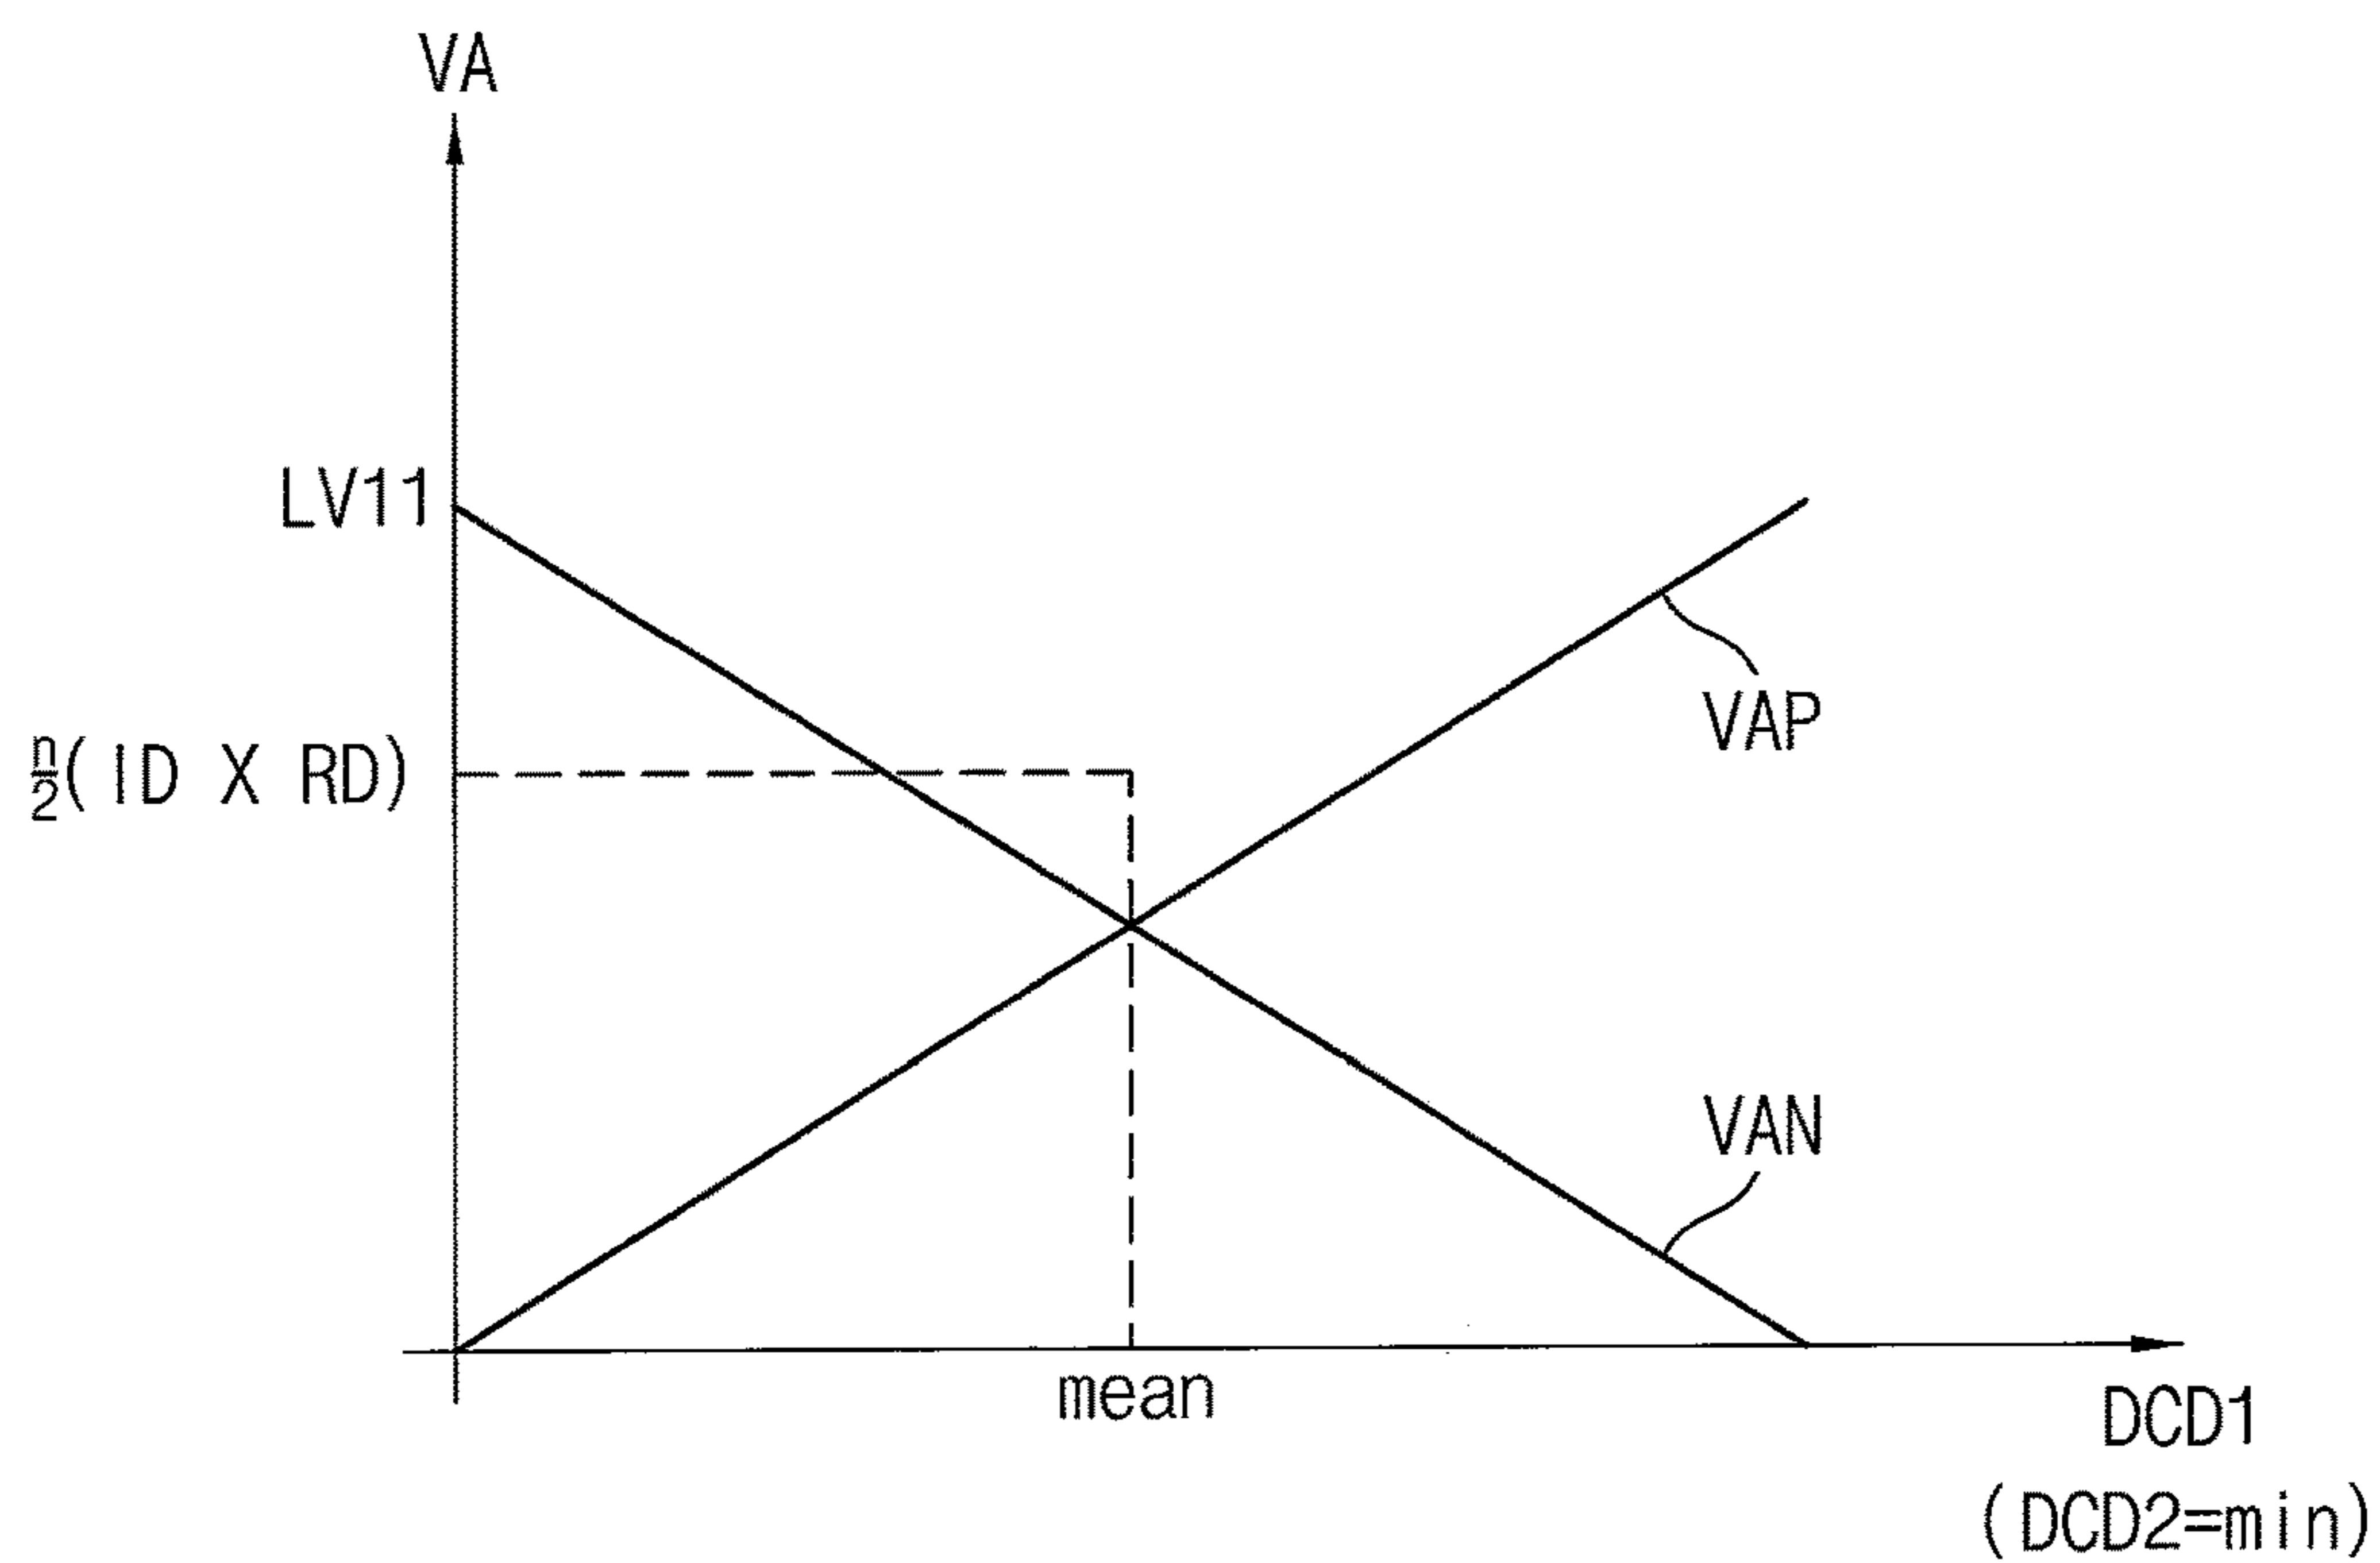 VA
LV11
n/2(ID X RD)
VAP
VAN
mean
DCD1
(DCD2=min)